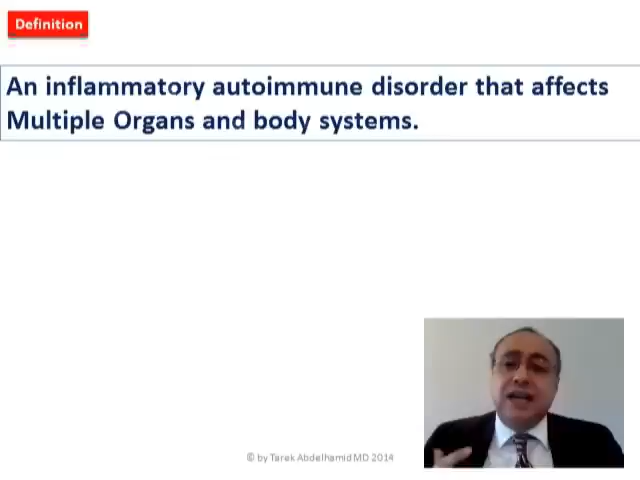 Definition
An inflammatory autoimmune disorder that affects
Multiple Organs and body systems.
© by Tarek Abdelhamid MD 2014